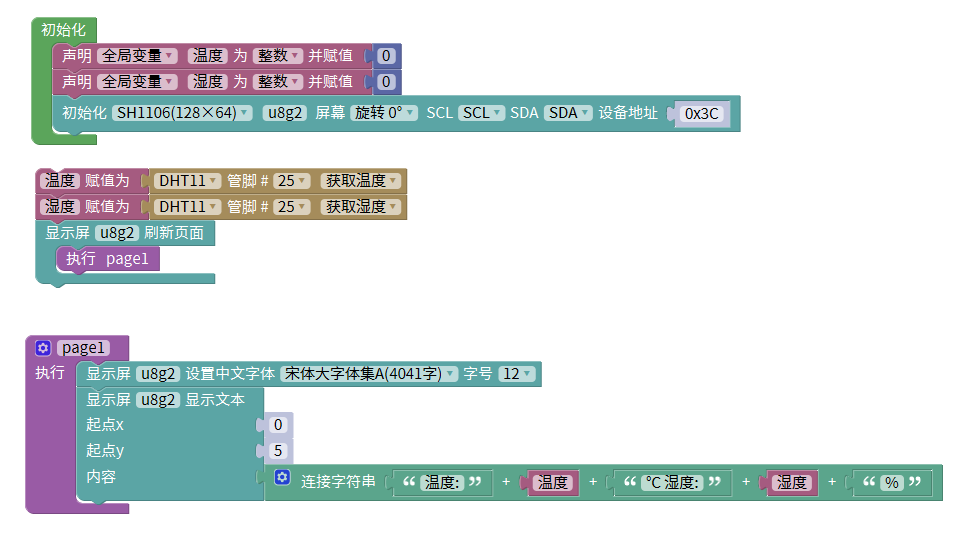 初始化
声明 全局变量 温度 为 整数 并赋值 0
声明 全局变量 湿度 为 整数 并赋值 0
初始化 SH1106(128×64) u8g2 屏幕 旋转 0° SCL SCL SDA SDA 设备地址 0x3C
温度 赋值为 DHT11 管脚 # 25 获取温度
湿度 赋值为 DHT11 管脚 # 25 获取湿度
显示屏 u8g2 刷新页面
执行 page1
page1
执行 显示屏 u8g2 设置中文字体 宋体大字体集A(4041字) 字号 12
显示屏 u8g2 显示文本
起点x 0
起点y 5
内容 连接字符串 “ 温度: ” + 温度 + “ ℃ 湿度: ” + 湿度 + “ % ”